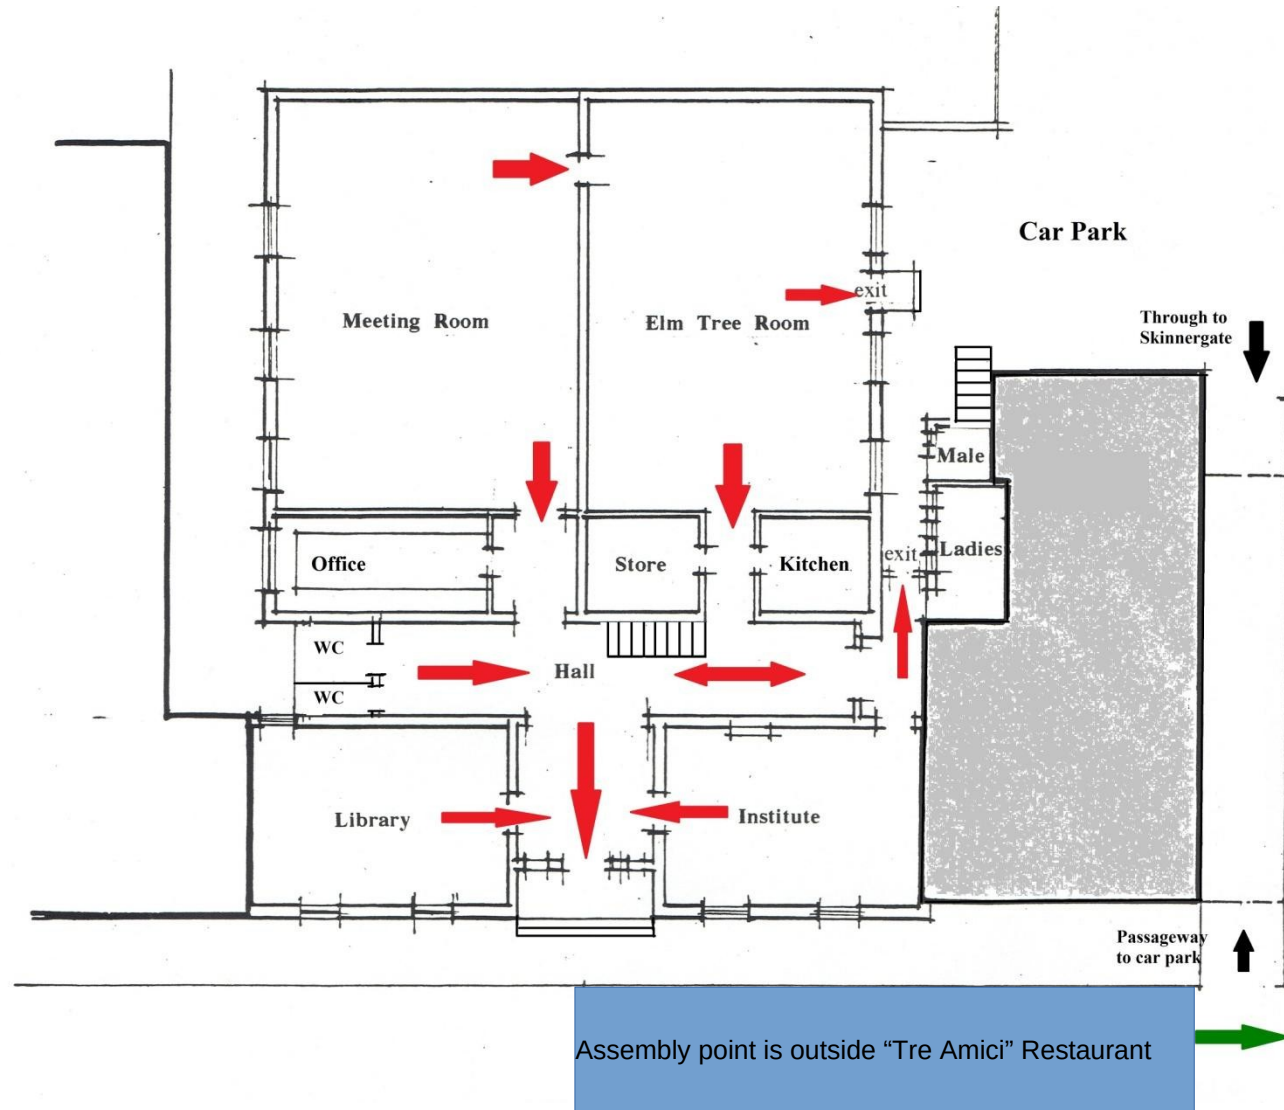 Car Park
exit
Through to
Skinnergate
Meeting Room
Elm Tree Room
Male
Office
Store
Kitchen
exit
Ladies
WC
Hall
WC
Library
Institute
Passageway
to car park
Assembly point is outside “Tre Amici” Restaurant